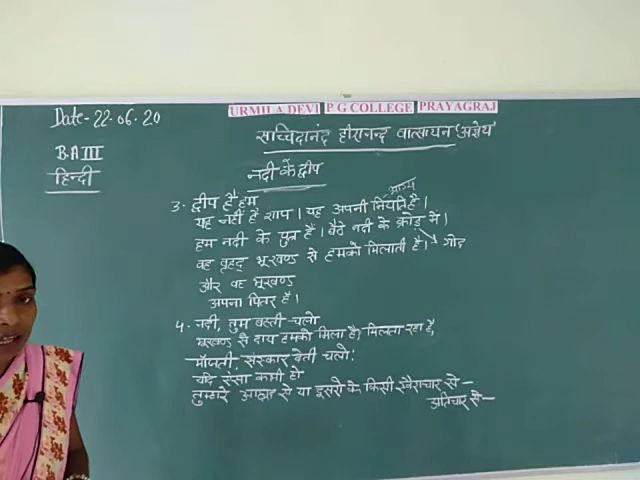 Date-22.06.20
URMILA DEVI P G COLLEGE PRAYAGRAJ
B.A III
हिन्दी
सच्चिदानंद हीरानन्द वात्सायन 'अज्ञेय'
नदी के द्वीप
3. द्वीप हैं हम
भाग्य
यह नहीं है शाप। यह अपनी नियति है।
हम नदी के पुत्र हैं। बैठे नदी के क्रोड़ में।
वह वृहद् भूखण्ड से हमको मिलाती है। गोद
और वह भूखण्ड
अपना पितर है।
4. नदी, तुम बहती चलो
भूखण्ड से दाय हमको मिला है, मिलता रहा है,
माँजती, संस्कार देती चलो:
यदि ऐसा कभी हो
तुम्हारे आह्लाद से या दूसरों के किसी स्वैराचार से-
अतिचार से-